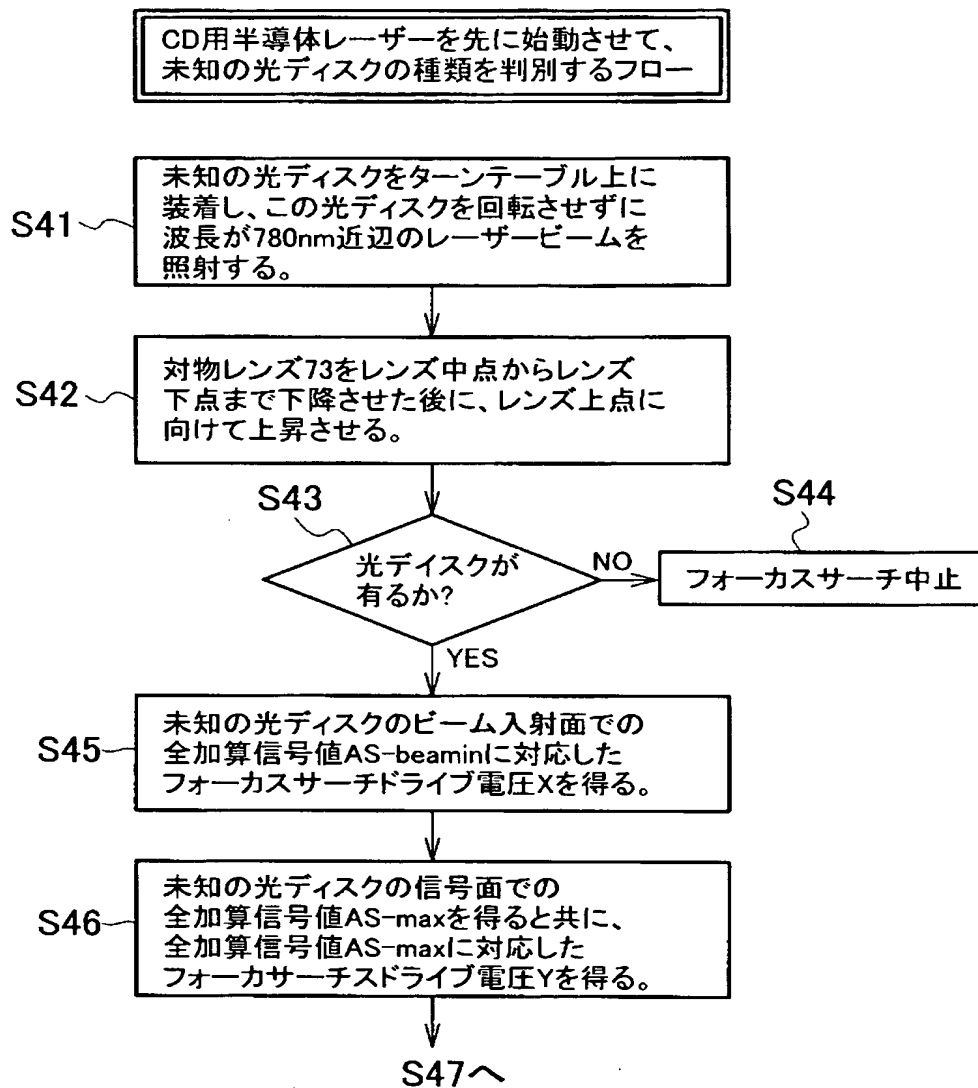 CD用半導体レーザーを先に始動させて、
未知の光ディスクの種類を判別するフロー
S41
未知の光ディスクをターンテーブル上に
装着し、この光ディスクを回転させずに
波長が780nm近辺のレーザービームを
照射する。
S42
対物レンズ73をレンズ中点からレンズ
下点まで下降させた後に、レンズ上点に
向けて上昇させる。
S43
光デイスクが
有るか?
NO
S44
フォーカスサーチ中止
YES
S45
未知の光ディスクのビーム入射面での
全加算信号値AS-beaminに対応した
フォーカスサーチドライブ電圧Xを得る。
S46
未知の光ディスクの信号面での
全加算信号値AS-maxを得ると共に、
全加算信号値AS-maxに対応した
フォーカサーチスドライブ電圧Yを得る。
S47へ